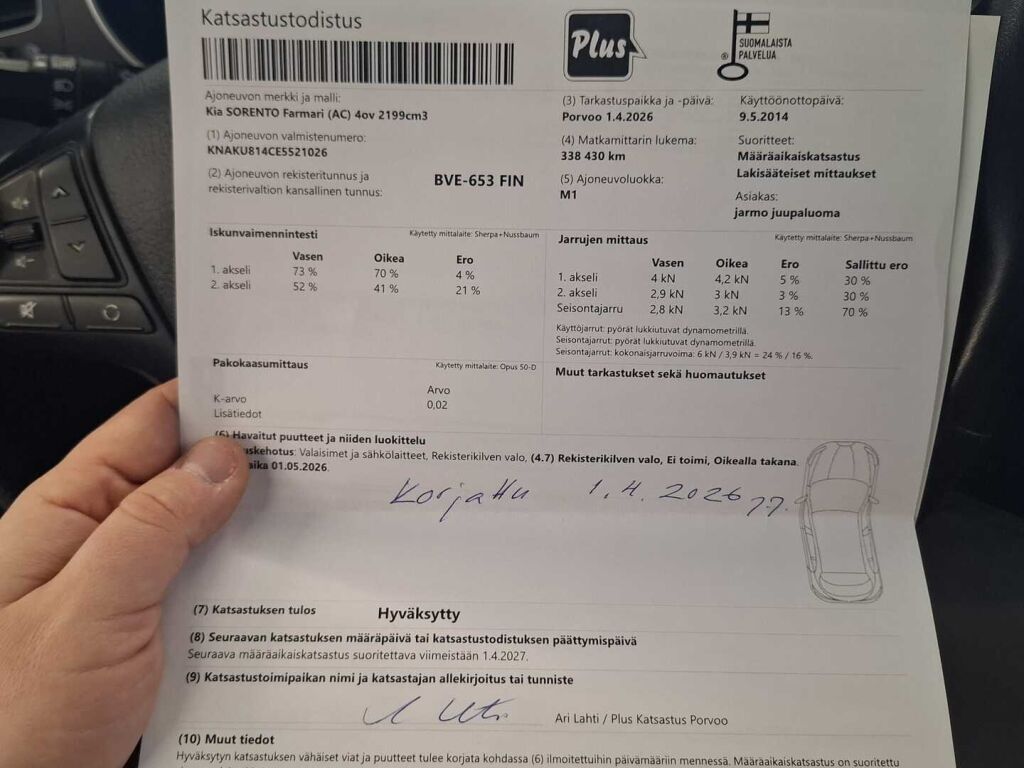 Katsastustodistus
Plus
® SUOMALAISTA
PALVELUA
Ajoneuvon merkki ja malli:
Kia SORENTO Farmari (AC) 4ov 2199cm3
(1) Ajoneuvon valmistenumero:
KNAKU814CE5521026
(2) Ajoneuvon rekisteritunnus ja
rekisterivaltion kansallinen tunnus:
BVE-653 FIN
(3) Tarkastuspaikka ja -päivä:
Porvoo 1.4.2026
(4) Matkamittarin lukema:
338 430 km
(5) Ajoneuvoluokka:
M1
Käyttöönottopäivä:
9.5.2014
Suoritteet:
Määräaikaiskatsastus
Lakisääteiset mittaukset
Asiakas:
jarmo juupaluoma
Iskunvaimennintesti Käytetty mittalaite: Sherpa+Nussbaum
Vasen Oikea Ero
1. akseli 73 % 70 % 4 %
2. akseli 52 % 41 % 21 %
Jarrujen mittaus Käytetty mittalaite: Sherpa+Nussbaum
Vasen Oikea Ero Sallittu ero
1. akseli 4 kN 4,2 kN 5 % 30 %
2. akseli 2,9 kN 3 kN 3 % 30 %
Seisontajarru 2,8 kN 3,2 kN 13 % 70 %
Käyttöjarrut: pyörät lukkiutuvat dynamometrillä.
Seisontajarrut: pyörät lukkiutuvat dynamometrillä.
Seisontajarrut: kokonaisjarruvoima: 6 kN / 3,9 kN = 24 % / 16 %.
Pakokaasumittaus Käytetty mittalaite: Opus 50-D
Arvo
K-arvo 0,02
Lisätiedot
Muut tarkastukset sekä huomautukset
(6) Havaitut puutteet ja niiden luokittelu
uskehotus: Valaisimet ja sähkölaitteet, Rekisterikilven valo, (4.7) Rekisterikilven valo, Ei toimi, Oikealla takana.
aika 01.05.2026.
Korjattu 1.4.2026 JJ.
(7) Katsastuksen tulos Hyväksytty
(8) Seuraavan katsastuksen määräpäivä tai katsastustodistuksen päättymispäivä
Seuraava määräaikaiskatsastus suoritettava viimeistään 1.4.2027.
(9) Katsastustoimipaikan nimi ja katsastajan allekirjoitus tai tunniste
Ari Lahti / Plus Katsastus Porvoo
(10) Muut tiedot
Hyväksytyn katsastuksen vähäiset viat ja puutteet tulee korjata kohdassa (6) ilmoitettuihin päivämääriin mennessä. Määräaikaiskatsastus on suoritettu